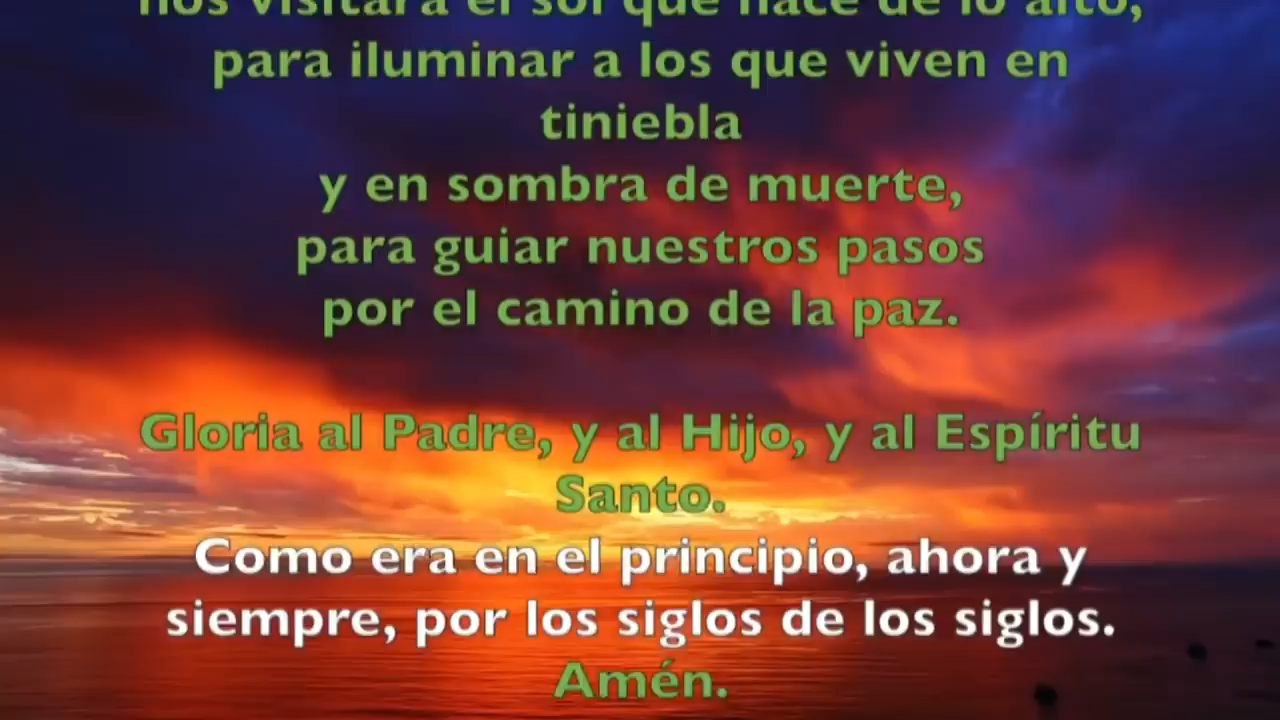 nos visitará el sol que nace de lo alto,
para iluminar a los que viven en
tiniebla
y en sombra de muerte,
para guiar nuestros pasos
por el camino de la paz.
Gloria al Padre, y al Hijo, y al Espíritu
Santo.
Como era en el principio, ahora y
siempre, por los siglos de los siglos.
Amén.